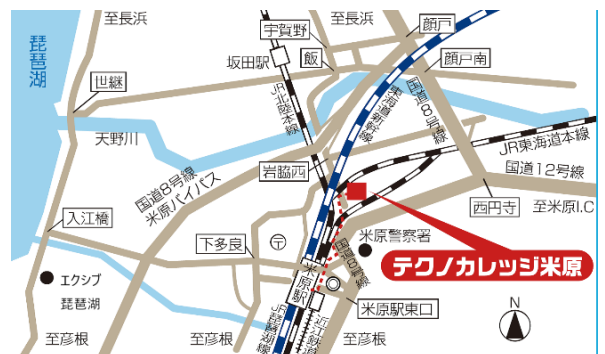 至長浜
琵琶湖
世継
天野川
宇賀野
坂田駅
飯
顔戸
顔戸南
JR北陸本線
東海道新幹線
国道8号線
JR東海道本線
国道12号線
岩脇西
国道8号線
米原バイパス
入江橋
下多良
〒
西円寺
至米原I.C
米原警察署
国道8号線
テクノカレッジ米原
エクシブ
琵琶湖
米原駅
米原駅東口
JR琵琶湖線
近江鉄道
至彦根
至彦根
至彦根
N